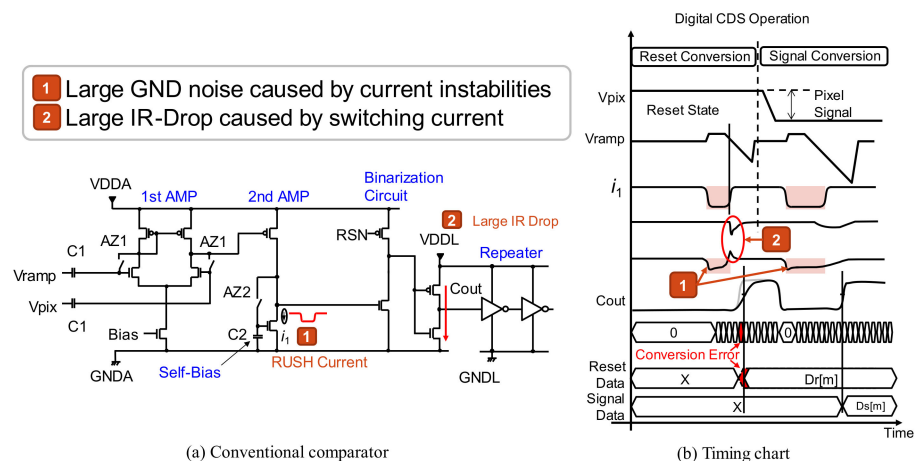 Digital CDS Operation
1 Large GND noise caused by current instabilities
2 Large IR-Drop caused by switching current
VDDA
1st AMP
2nd AMP
Binarization
Circuit
2 Large IR Drop
RSN
VDDL
Repeater
C1
AZ1
AZ1
Vramp
Vpix
C1
AZ2
Cout
Bias
C2
i1
1
RUSH Current
Self-Bias
GNDA
GNDL
(a) Conventional comparator
Reset Conversion
Signal Conversion
Vpix
Reset State
Pixel
Signal
Vramp
i1
2
1
Cout
0
0
Conversion Error
Reset
Data
X
Dr[m]
Signal
Data
X
Ds[m]
Time
(b) Timing chart